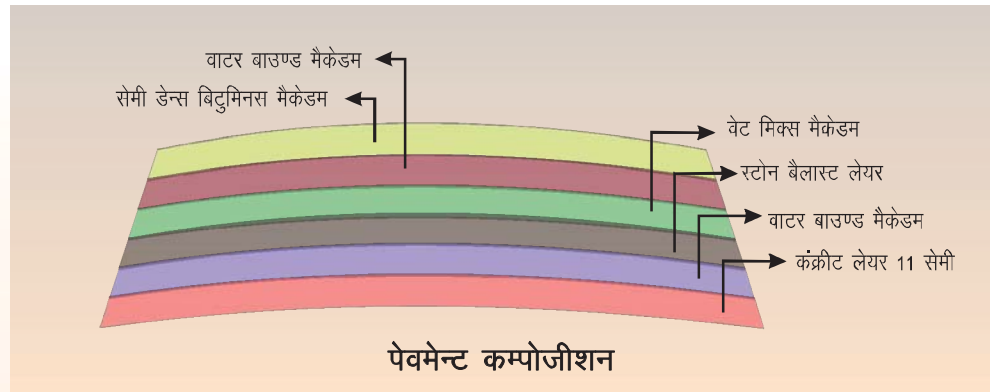 वाटर बाउण्ड मैकेडम
सेमी डेन्स बिटुमिनस मैकेडम
वेट मिक्स मैकेडम
स्टोन बैलास्ट लेयर
वाटर बाउण्ड मैकेडम
कंक्रीट लेयर 11 सेमी
पेवमेन्ट कम्पोजीशन